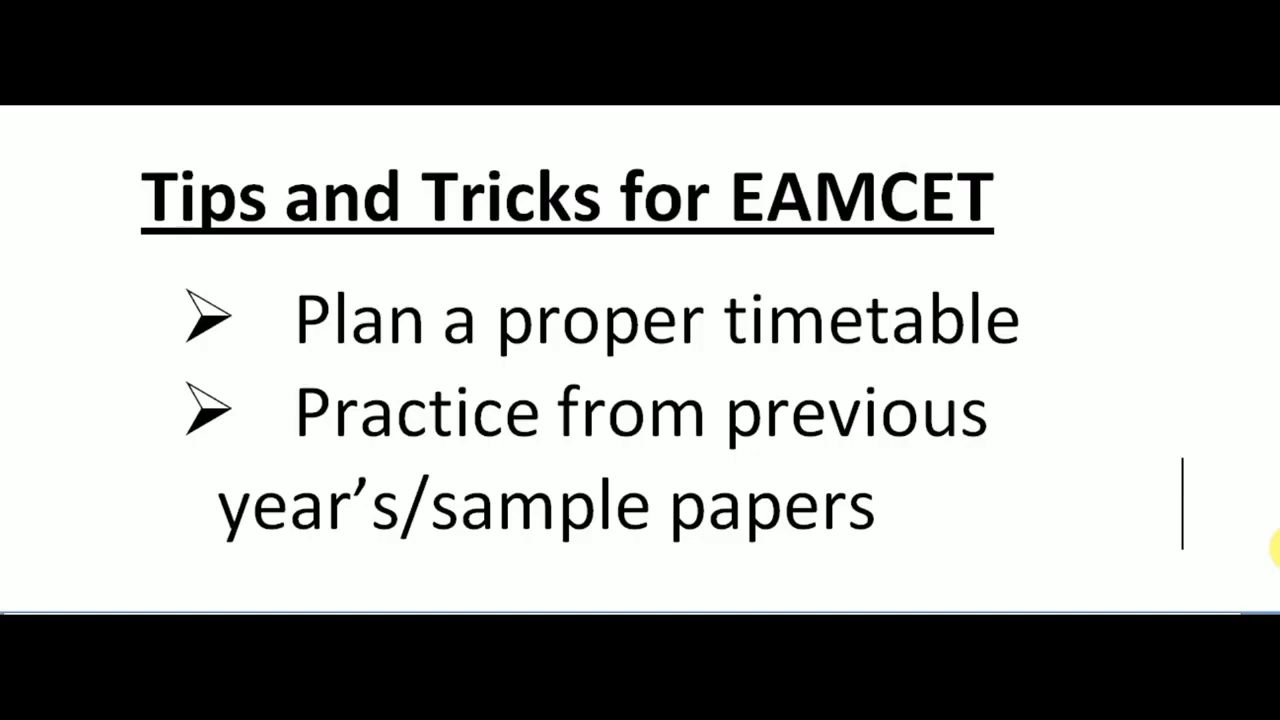 Tips and Tricks for EAMCET
➢ Plan a proper timetable
➢ Practice from previous
year’s/sample papers